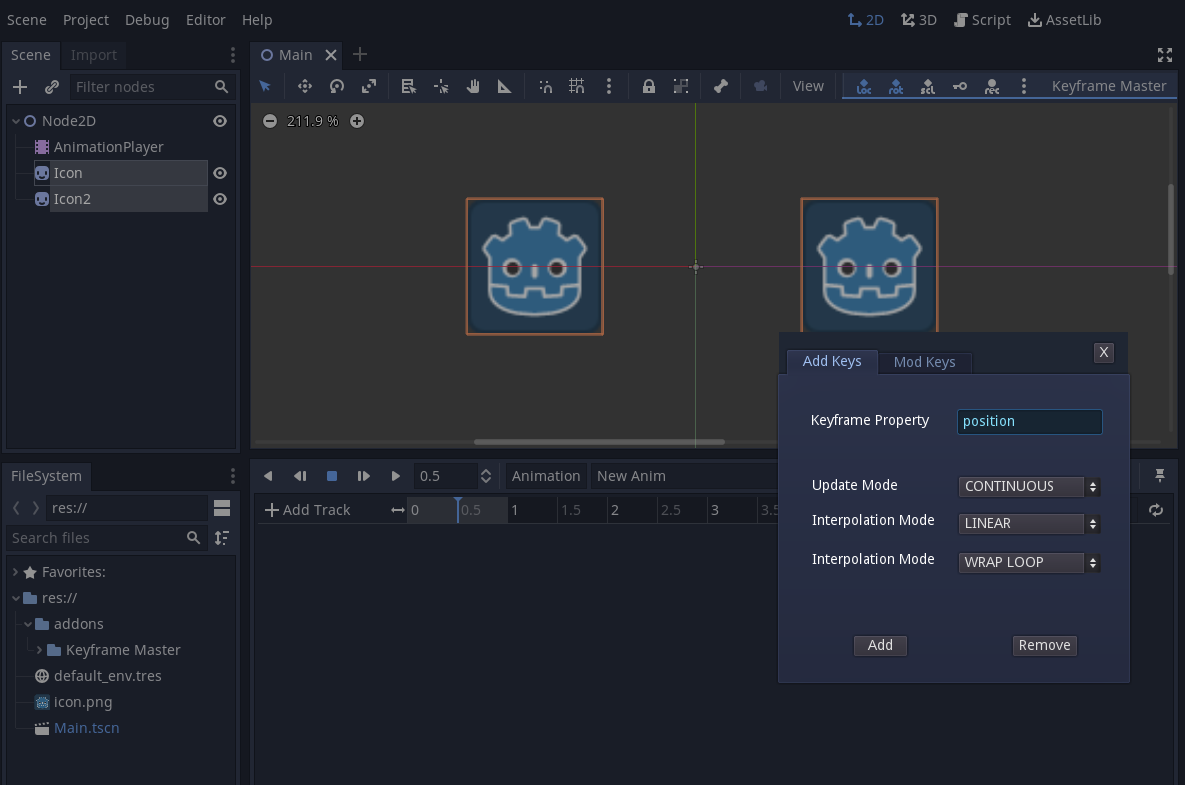 Scene Project Debug Editor Help 2D 3D Script AssetLib
Scene Import
Main
Filter nodes
View loc rot scl rec Keyframe Master
Node2D
AnimationPlayer
Icon
Icon2
211.9 %
X
Add Keys Mod Keys
Keyframe Property position
Update Mode CONTINUOUS
Interpolation Mode LINEAR
Interpolation Mode WRAP LOOP
Add Remove
FileSystem
res://
Search files
Favorites:
res://
addons
Keyframe Master
default_env.tres
icon.png
Main.tscn
0.5 Animation New Anim
Add Track 0 0.5 1 1.5 2 2.5 3 3.5